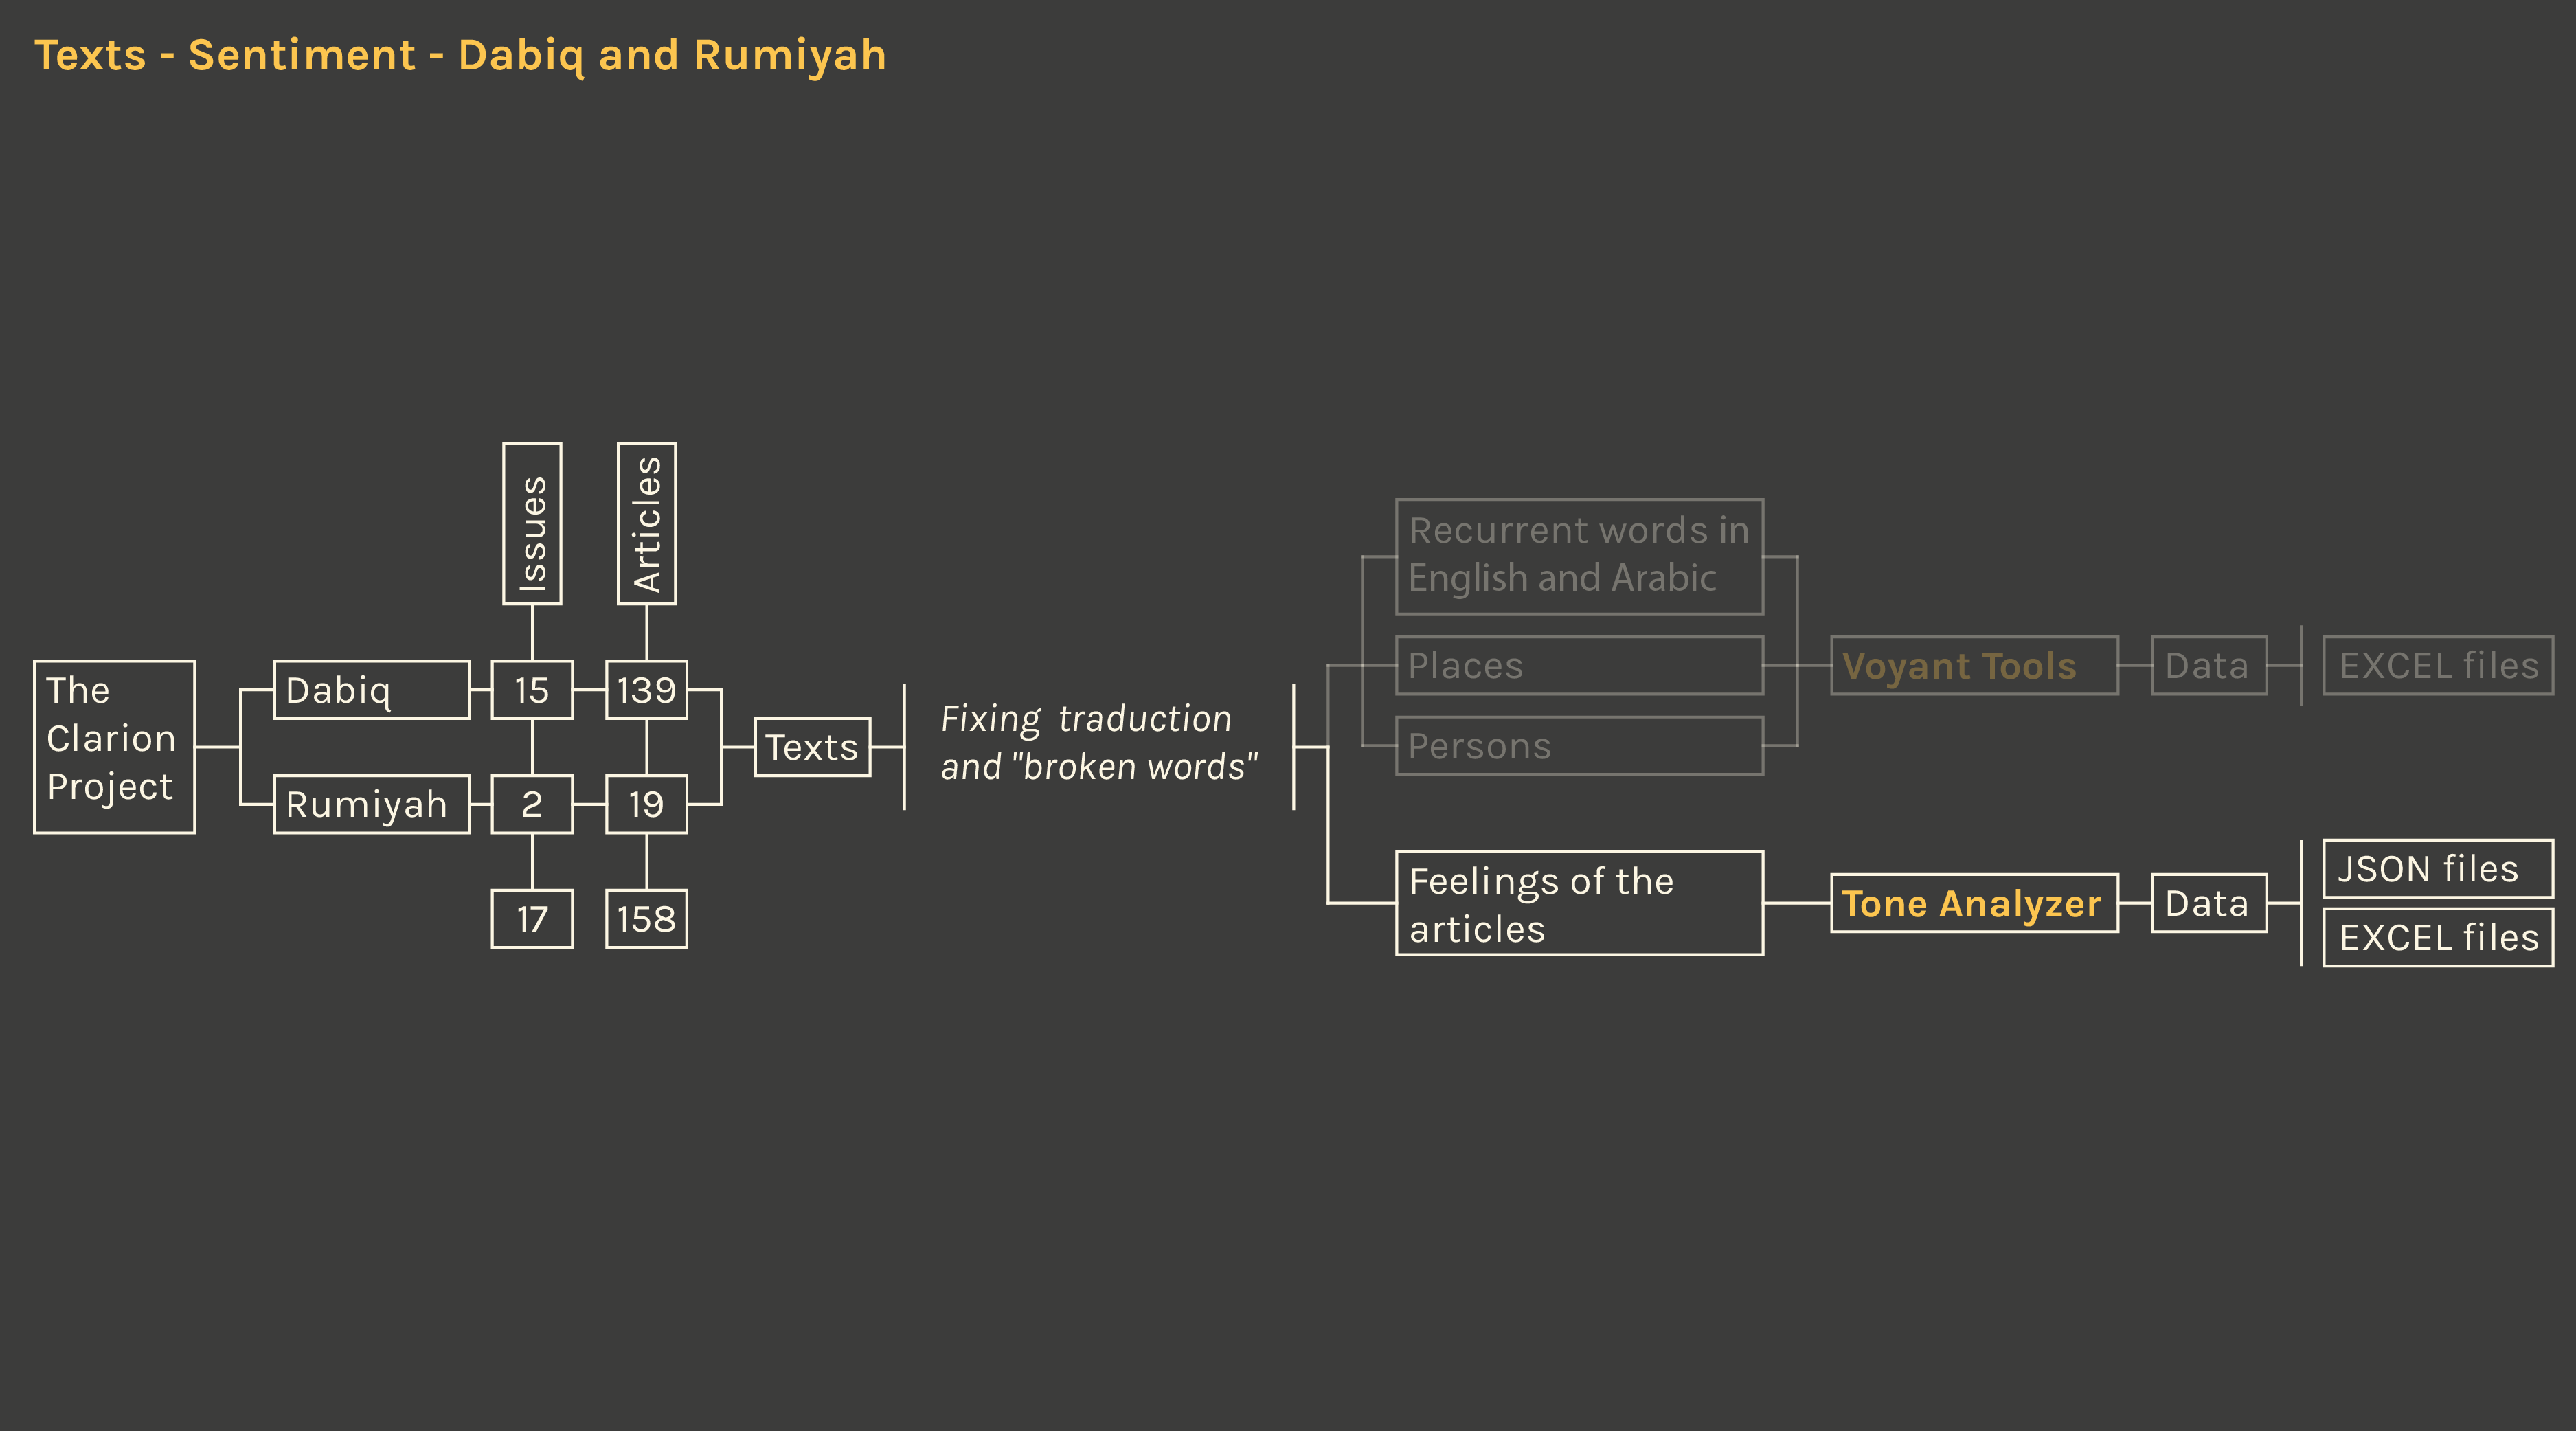 Texts - Sentiment - Dabiq and Rumiyah
Issues
Articles
The
Clarion
Project
Dabiq
15
139
Rumiyah
2
19
17
158
Texts
Fixing traduction
and "broken words"
Recurrent words in
English and Arabic
Places
Persons
Voyant Tools
Data
EXCEL files
Feelings of the
articles
Tone Analyzer
Data
JSON files
EXCEL files